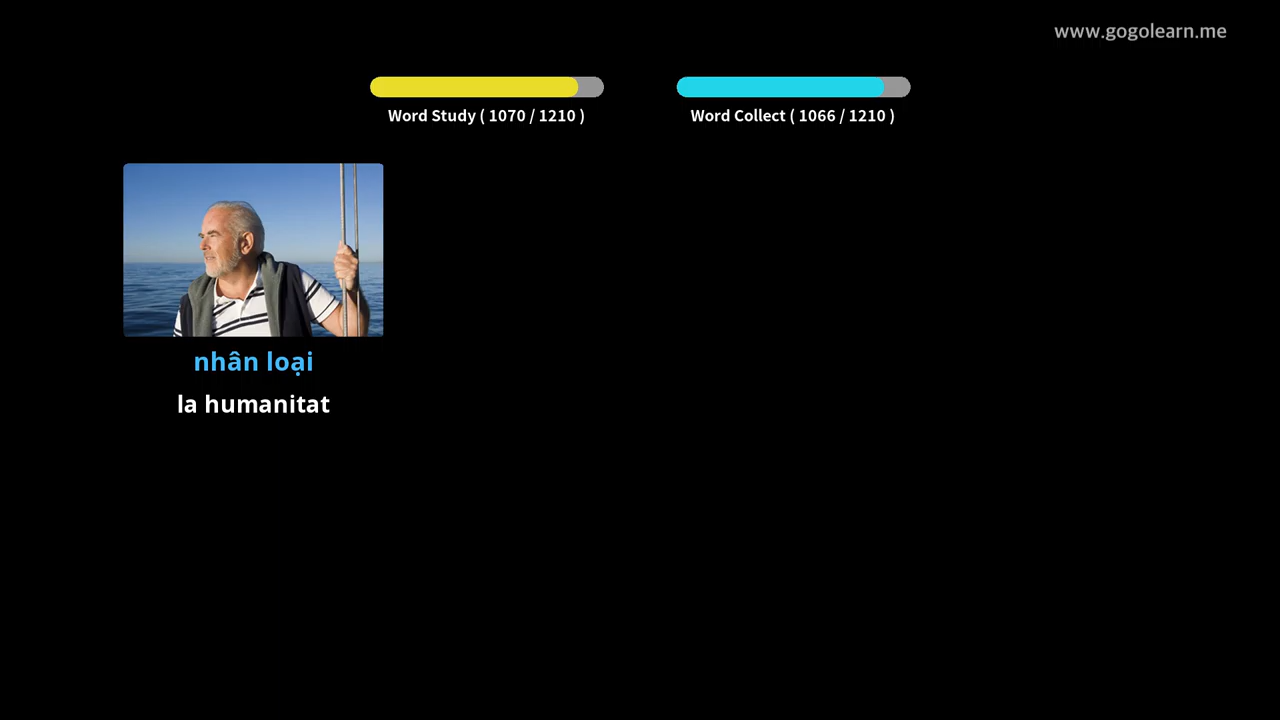 www.gogolearn.me
Word Study ( 1070 / 1210 )
Word Collect ( 1066 / 1210 )
nhân loại
la humanitat